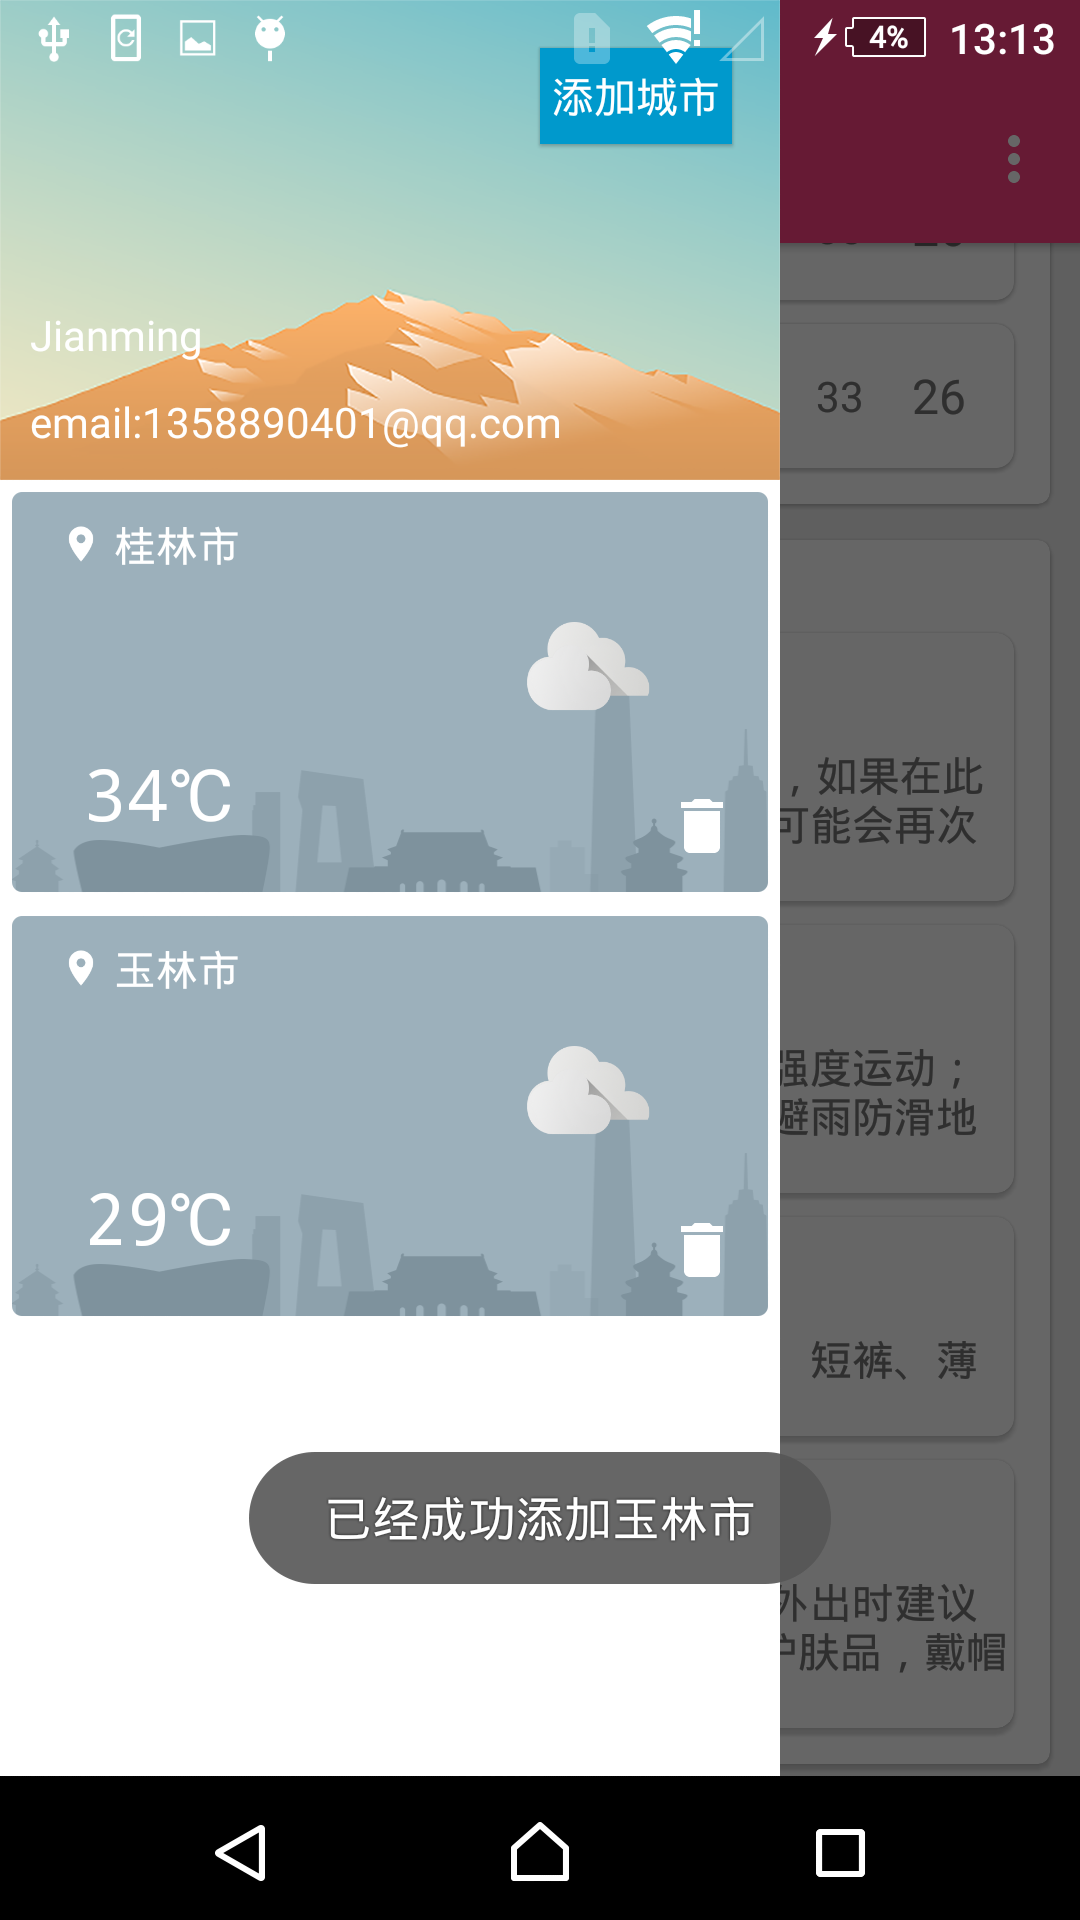 4%
13:13
添加城市
Jianming
email:1358890401@qq.com
33
26
桂林市
34℃
，如果在此
可能会再次
玉林市
29℃
强度运动；
避雨防滑地
短裤、薄
已经成功添加玉林市
外出时建议
护肤品，戴帽